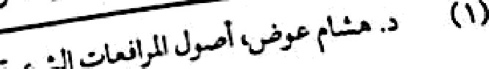 (١) د. هشام عوض، أصول المرافعات